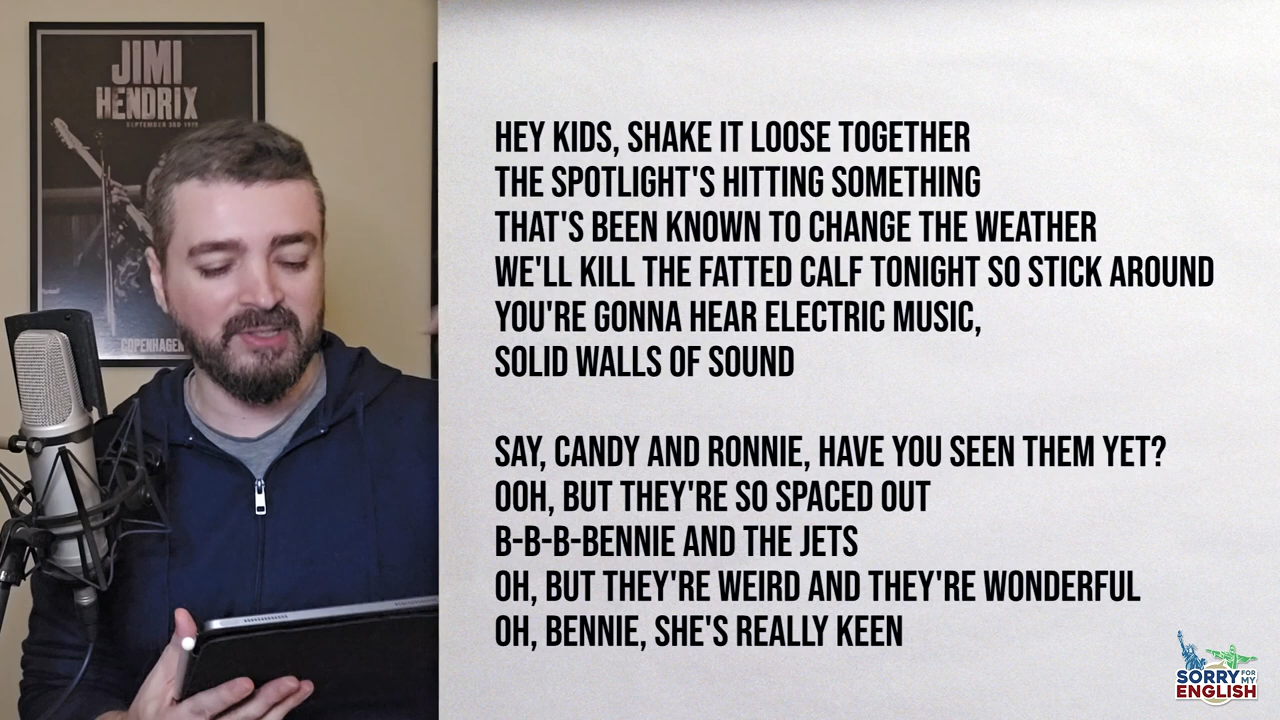 JIMI
HENDRIX
SEPTEMBER 3RD 1970
COPENHAGEN
HEY KIDS, SHAKE IT LOOSE TOGETHER
THE SPOTLIGHT'S HITTING SOMETHING
THAT'S BEEN KNOWN TO CHANGE THE WEATHER
WE'LL KILL THE FATTED CALF TONIGHT SO STICK AROUND
YOU'RE GONNA HEAR ELECTRIC MUSIC,
SOLID WALLS OF SOUND
SAY, CANDY AND RONNIE, HAVE YOU SEEN THEM YET?
OOH, BUT THEY'RE SO SPACED OUT
B-B-B-BENNIE AND THE JETS
OH, BUT THEY'RE WEIRD AND THEY'RE WONDERFUL
OH, BENNIE, SHE'S REALLY KEEN
SORRY FOR MY
ENGLISH